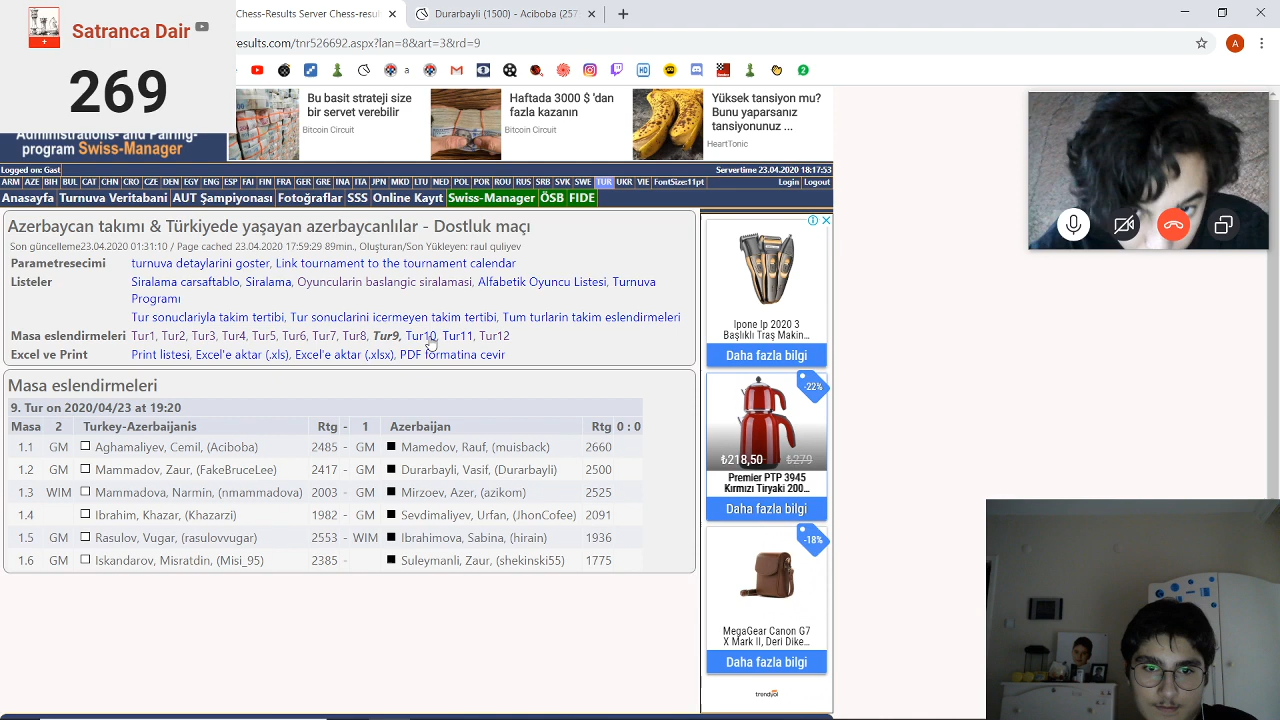 Satranca Dair
269
Chess-Results Server Chess-resul
Durarbayli (1500) - Aciboba (257
esults.com/tnr526692.aspx?lan=8&art=3&rd=9
a
Administrations- and Pairing-
program Swiss-Manager
Bu basit strateji size
bir servet verebilir
Bitcoin Circuit
Haftada 3000 $ 'dan
fazla kazanın
Bitcoin Circuit
Yüksek tansiyon mu?
Bunu yaparsanız
tansiyonunuz ...
HeartTonic
Logged on: Gast
Servertime 23.04.2020 18:17:53
ARM AZE BIH BUL CAT CHN CRO CZE DEN EGY ENG ESP FAI FIN FRA GER GRE INA ITA JPN MKD LTU NED POL POR ROU RUS SRB SVK SWE TUR UKR VIE FontSize:11pt Login Logout
Anasayfa Turnuva Veritabani AUT Şampiyonası Fotoğraflar SSS Online Kayıt Swiss-Manager ÖSB FIDE
Azerbaycan takımı & Türkiyede yaşayan azerbaycanlılar - Dostluk maçı
Son güncelleme23.04.2020 01:31:10 / Page cached 23.04.2020 17:59:29 89min., Oluşturan/Son Yükleyen: raul quliyev
Parametresecimi turnuva detaylarini goster, Link tournament to the tournament calendar
Listeler Siralama carsaftablo, Siralama, Oyuncularin baslangic siralamasi, Alfabetik Oyuncu Listesi, Turnuva
Programı
Tur sonuclariyla takim tertibi, Tur sonuclarini icermeyen takim tertibi, Tum turlarin takim eslendirmeleri
Masa eslendirmeleri Tur1, Tur2, Tur3, Tur4, Tur5, Tur6, Tur7, Tur8, Tur9, Tur10, Tur11, Tur12
Excel ve Print Print listesi, Excel'e aktar (.xls), Excel'e aktar (.xlsx), PDF formatina cevir
Masa eslendirmeleri
9. Tur on 2020/04/23 at 19:20
Masa 2 Turkey-Azerbaijanis Rtg - 1 Azerbaijan Rtg 0 : 0
1.1 GM Aghamaliyev, Cemil, (Aciboba) 2485 - GM Mamedov, Rauf, (muisback) 2660
1.2 GM Mammadov, Zaur, (FakeBruceLee) 2417 - GM Durarbayli, Vasif, (Durarbayli) 2500
1.3 WIM Mammadova, Narmin, (nmammadova) 2003 - GM Mirzoev, Azer, (azikom) 2525
1.4 Ibrahim, Khazar, (Khazarzi) 1982 - GM Sevdimaliyev, Urfan, (JhonCofee) 2091
1.5 GM Rasulov, Vugar, (rasulovvugar) 2553 - WIM Ibrahimova, Sabina, (hirain) 1936
1.6 GM Iskandarov, Misratdin, (Misi_95) 2385 - Suleymanli, Zaur, (shekinski55) 1775
Ipone Ip 2020 3
Başlıklı Traş Makin...
Daha fazla bilgi
-22%
₺218,50 ₺279
Premier PTP 3945
Kırmızı Tiryaki 200...
Daha fazla bilgi
-18%
MegaGear Canon G7
X Mark II, Deri Dike...
Daha fazla bilgi
trendyol